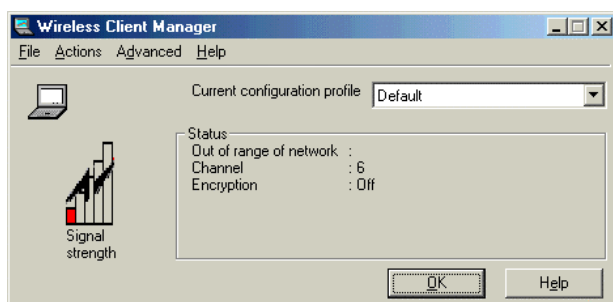 Wireless Client Manager
File Actions Advanced Help
Current configuration profile Default
Status
Out of range of network :
Channel : 6
Encryption : Off
Signal
strength
OK Help